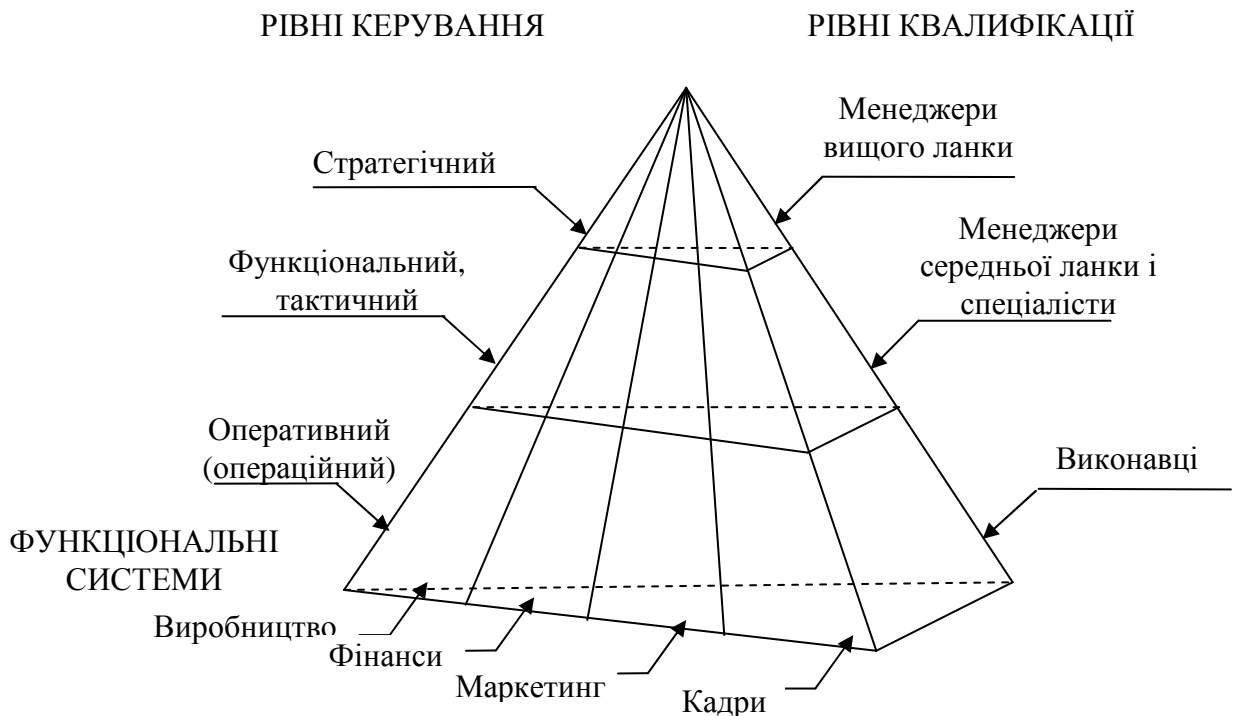 РІВНІ КЕРУВАННЯ
РІВНІ КВАЛИФІКАЦІЇ
Менеджери
вищого ланки
Стратегічний
Менеджери
середньої ланки і
спеціалісти
Функціональний,
тактичний
Оперативний
(операційний)
Виконавці
ФУНКЦІОНАЛЬНІ
СИСТЕМИ
Виробництво
Фінанси
Маркетинг
Кадри